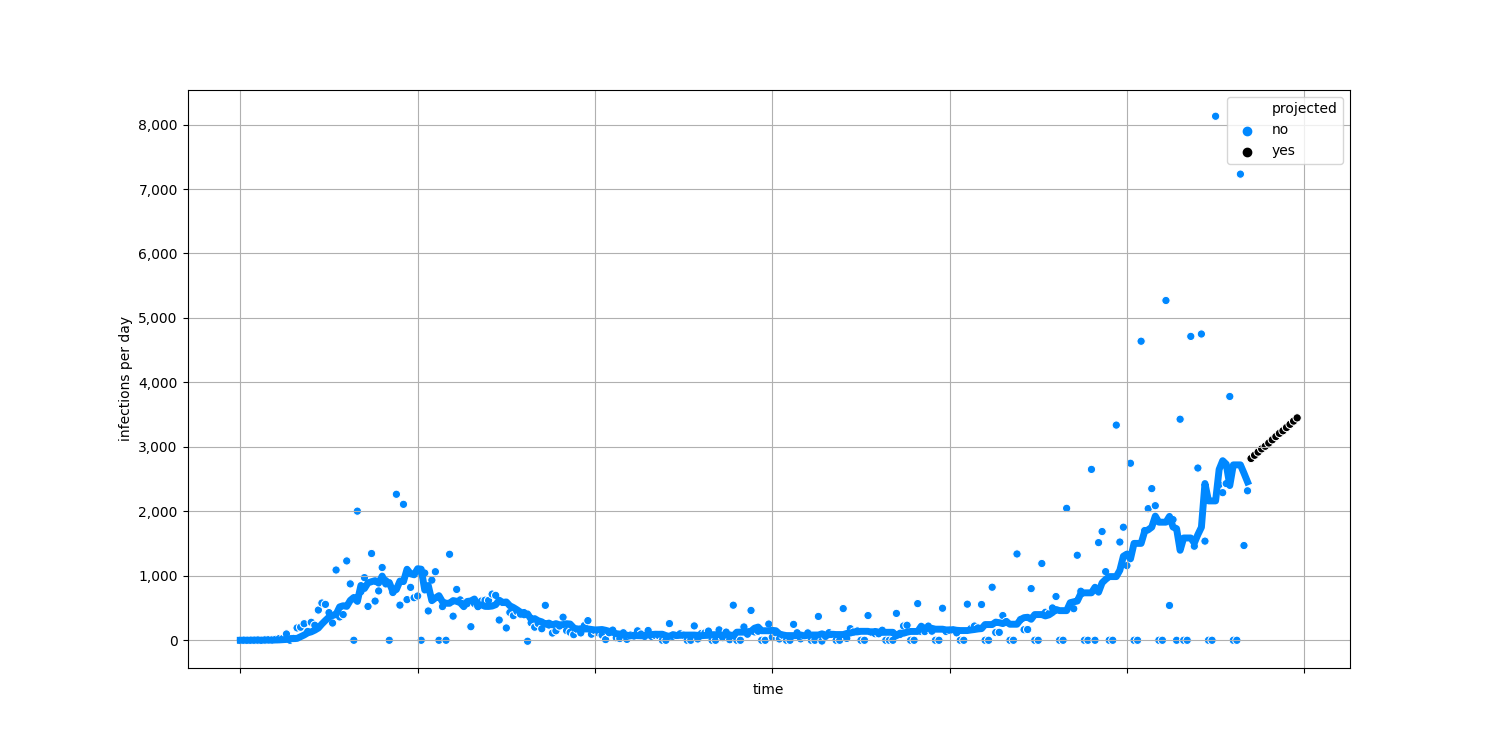 projected
no
yes
8,000
7,000
6,000
5,000
4,000
3,000
2,000
1,000
0
infections per day
time